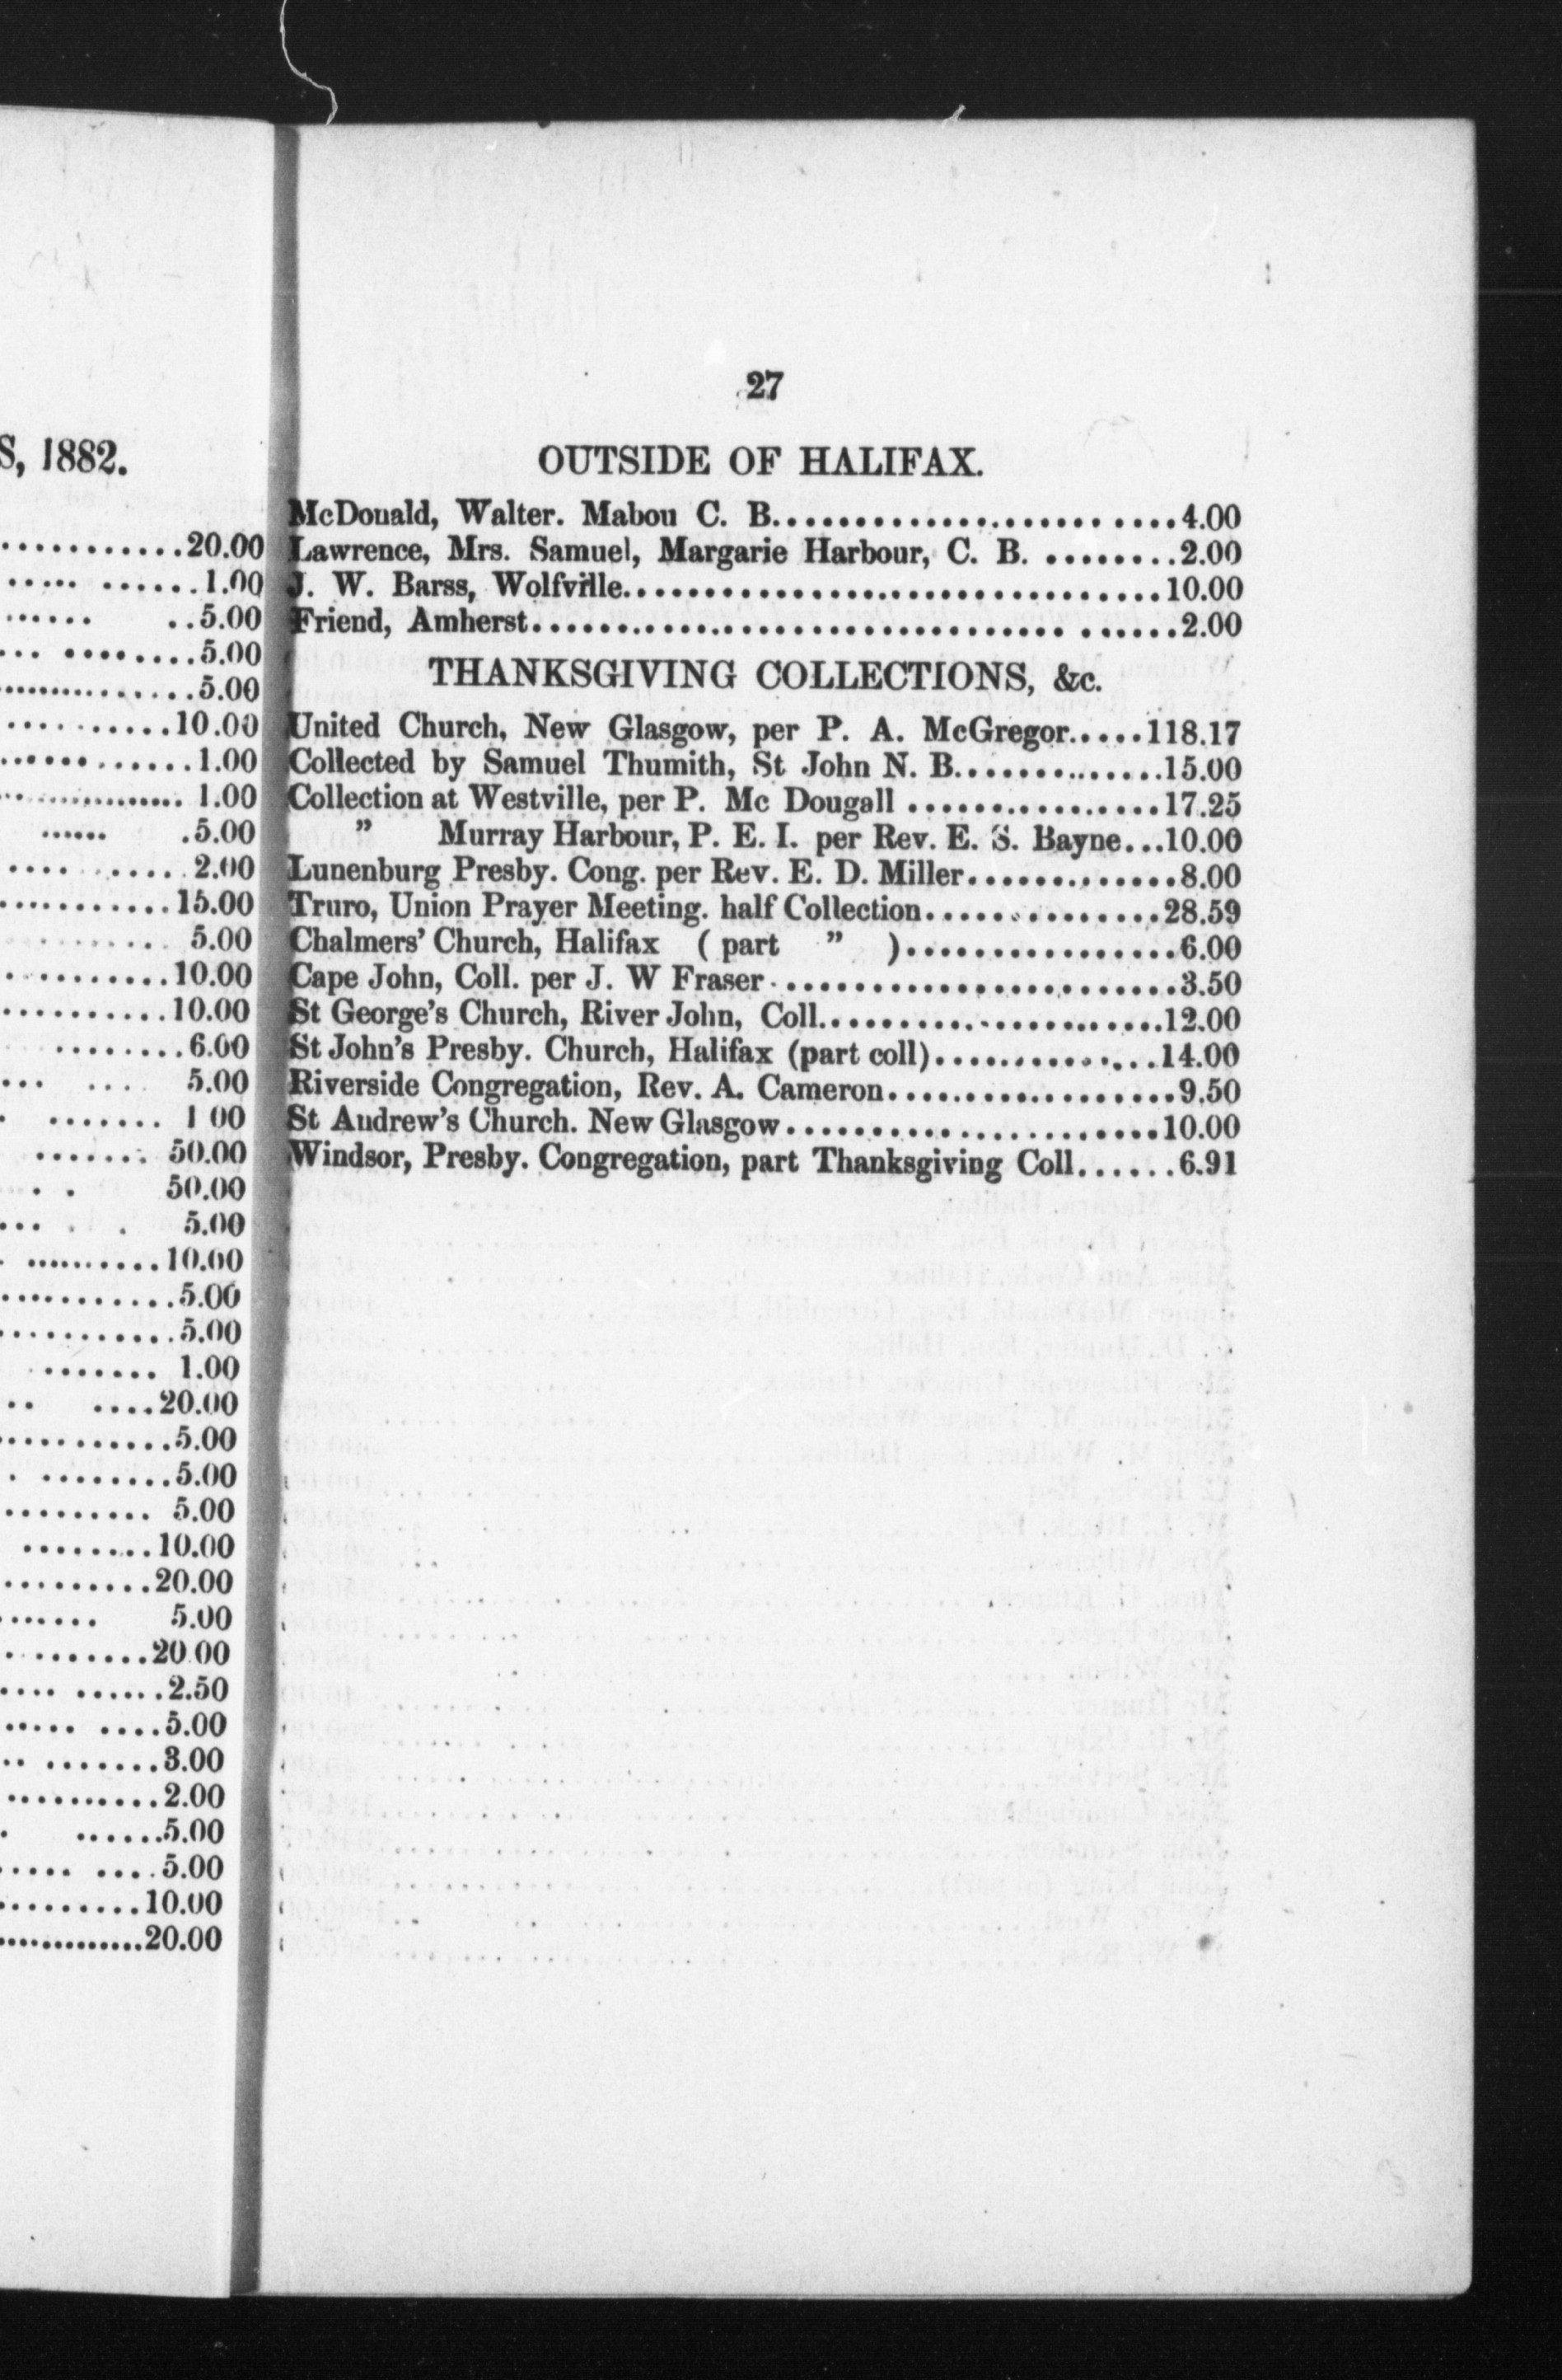 S, 1882.
...........20.00
..... ......1.00
...... ..5.00
... ........5.00
..............5.00
..........10.00
............1.00
................ 1.00
...... .5.00
.... ..... 2.00
...........15.00
........ 5.00
..........10.00
..........10.00
........6.00
... .... 5.00
. ....... 1 00
....... 50.00
. . 50.00
... . . 5.00
. ..........10.00
...........5.00
...........5.00
....... 1.00
.. ....20.00
...........5.00
. ........5.00
.......... 5.00
........10.00
.........20.00
....... 5.00
. .......20 00
.... ......2.50
..... ....5.00
.. .......3.00
..........2.00
. ......5.00
..... ....5.00
.........10.00
..............20.00
27
OUTSIDE OF HALIFAX.
McDonald, Walter. Mabou C. B.............................4.00
Lawrence, Mrs. Samuel, Margarie Harbour, C. B. ........2.00
J. W. Barss, Wolfville.................................10.00
Friend, Amherst................................. ......2.00
THANKSGIVING COLLECTIONS, &c.
United Church, New Glasgow, per P. A. McGregor.....118.17
Collected by Samuel Thumith, St John N. B..............15.00
Collection at Westville, per P. Mc Dougall ................17.25
” Murray Harbour, P. E. I. per Rev. E. S. Bayne...10.00
Lunenburg Presby. Cong. per Rev. E. D. Miller.............8.00
Truro, Union Prayer Meeting. half Collection..............28.59
Chalmers' Church, Halifax ( part ” ).................6.00
Cape John, Coll. per J. W Fraser.........................3.50
St George's Church, River John, Coll.....................12.00
St John's Presby. Church, Halifax (part coll)..............14.00
Riverside Congregation, Rev. A. Cameron..................9.50
St Andrew's Church. New Glasgow.......................10.00
Windsor, Presby. Congregation, part Thanksgiving Coll......6.91